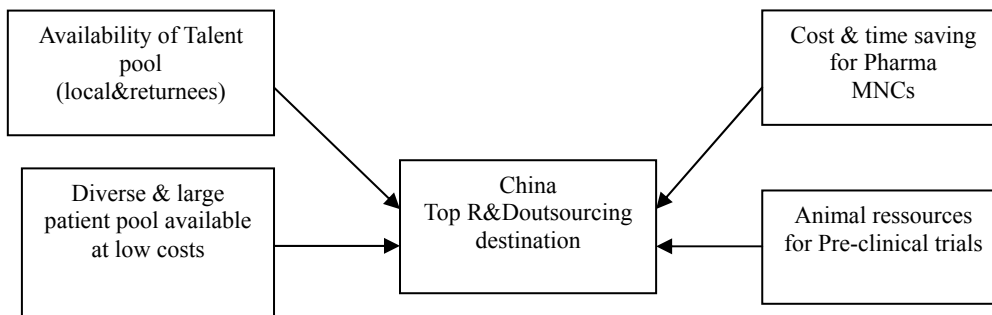 Availability of Talent
pool
(local&returnees)
Cost & time saving
for Pharma
MNCs
China
Top R&Doutsourcing
destination
Diverse & large
patient pool available
at low costs
Animal ressources
for Pre-clinical trials